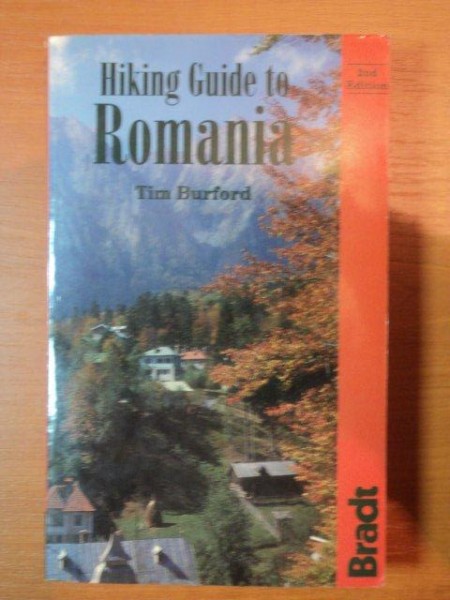 Hiking Guide to
Romania
Tim Burford
2nd
Edition
Bradt